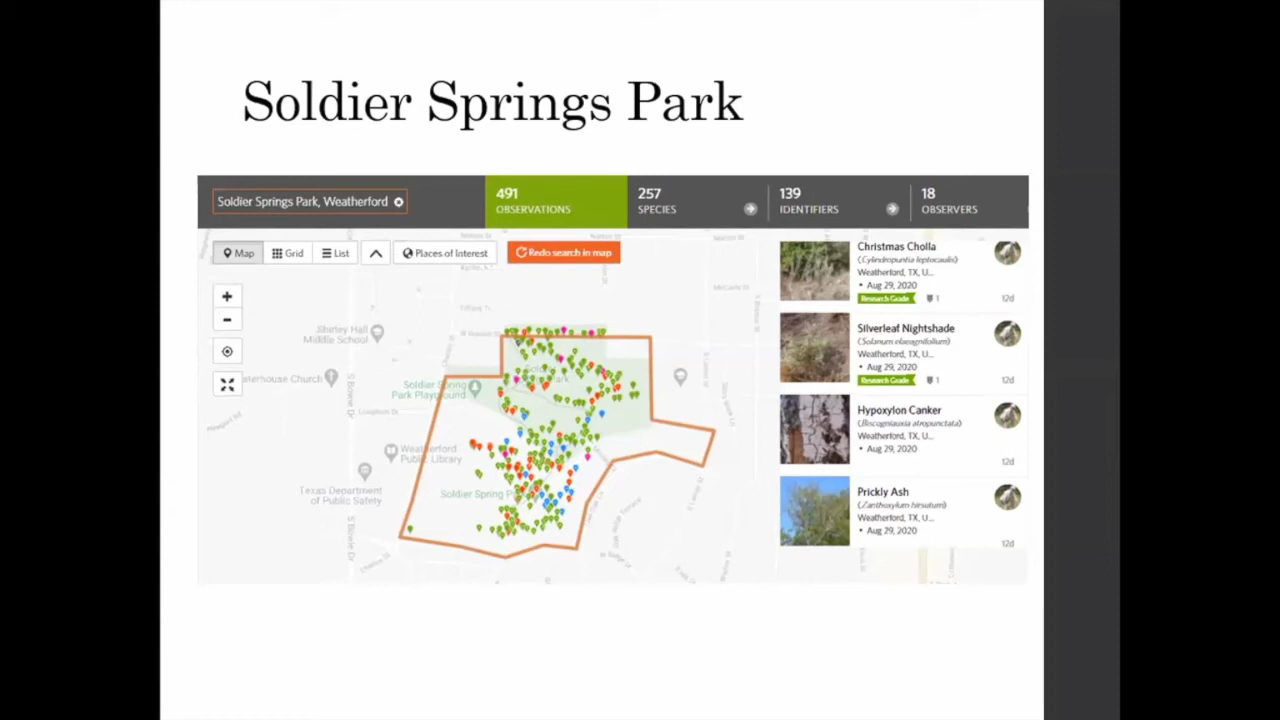 Soldier Springs Park
Soldier Springs Park, Weatherford
491
OBSERVATIONS
257
SPECIES
139
IDENTIFIERS
18
OBSERVERS
Map
Grid
List
Places of Interest
Redo search in map
Shirley Hall
Middle School
Soldier Spring
Park Playground
Weatherford
Public Library
Texas Department
of Public Safety
S Bowie Dr
S Bowie Dr
Soldier Spring
Christmas Cholla
(Cylindropuntia leptocaulis)
Weatherford, TX, U...
• Aug 29, 2020
Research Grade
1
12d
Silverleaf Nightshade
(Solanum elaeagnifolium)
Weatherford, TX, U...
• Aug 29, 2020
Research Grade
1
12d
Hypoxylon Canker
(Biscogniauxia atropunctata)
Weatherford, TX, U...
• Aug 29, 2020
12d
Prickly Ash
(Zanthoxylum hirsutum)
Weatherford, TX, U...
• Aug 29, 2020
12d